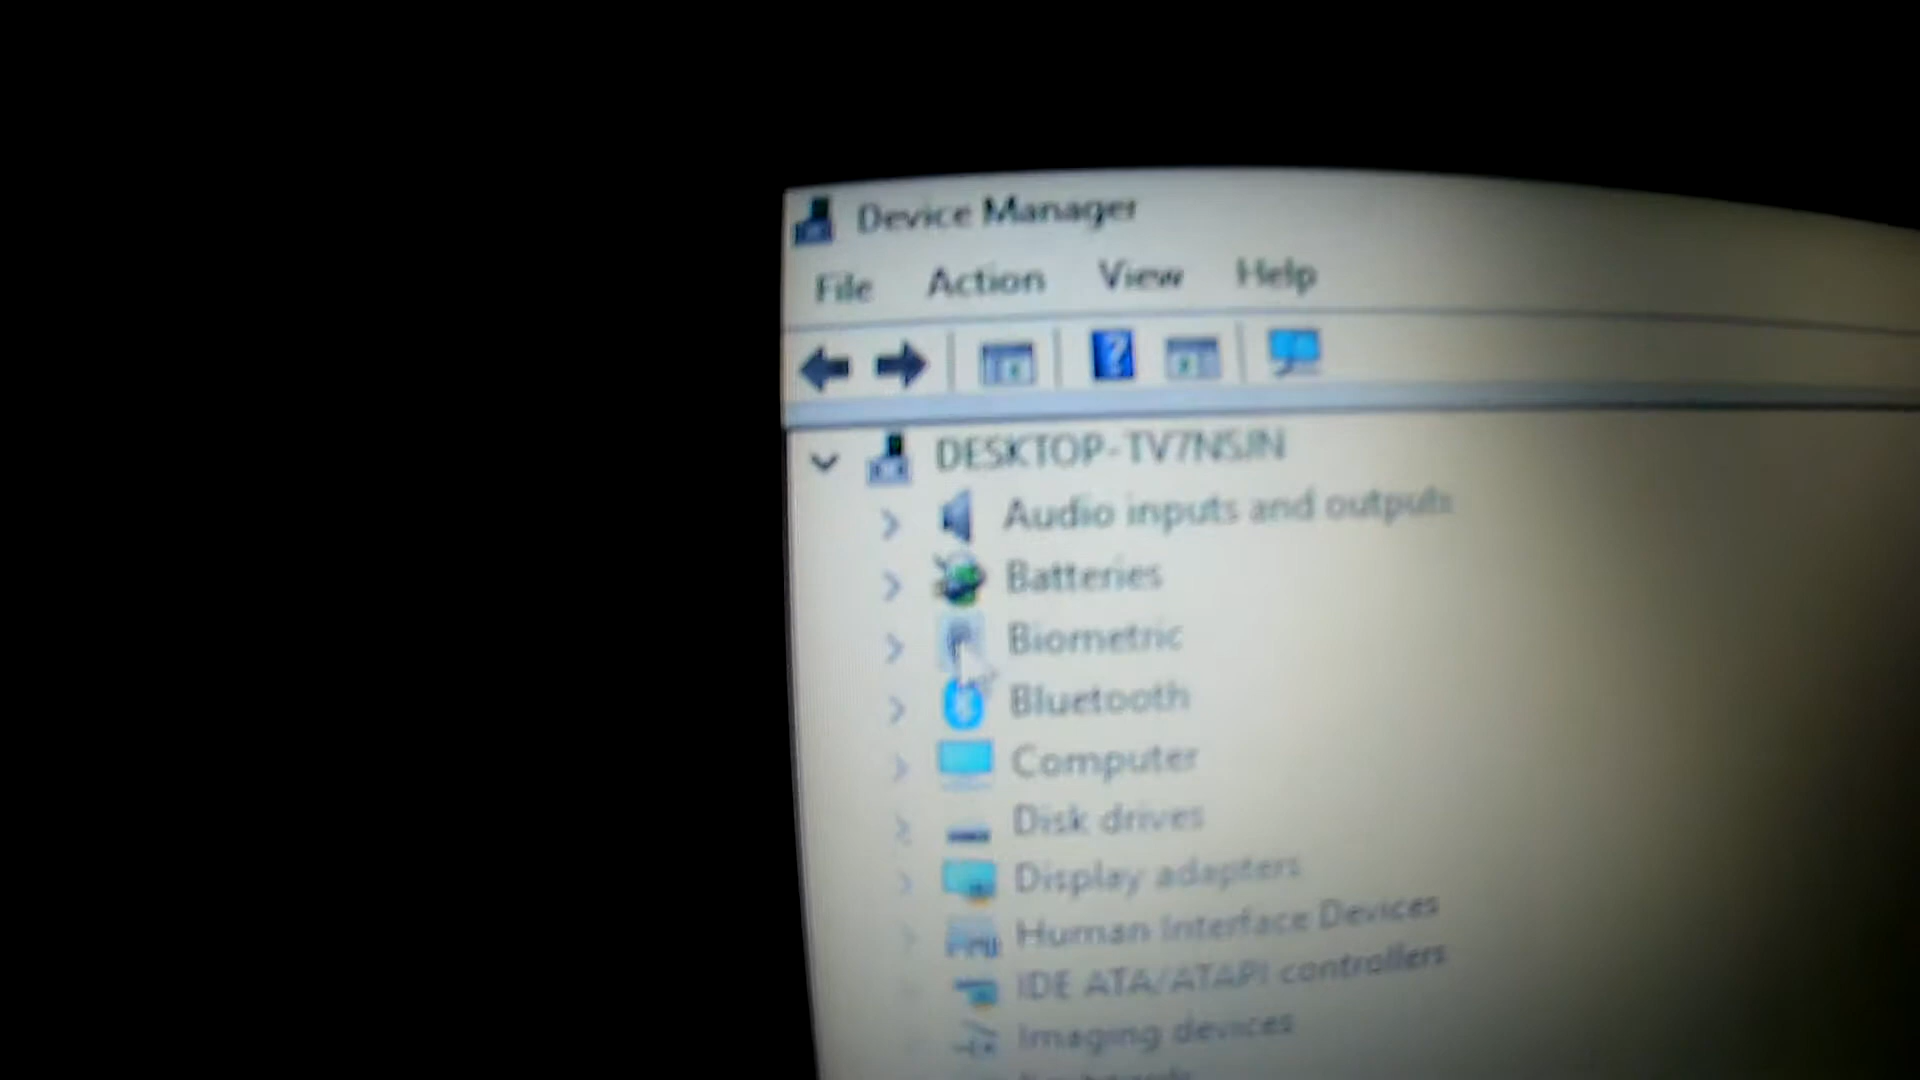 Device Manager
File Action View Help
DESKTOP-TV7NSJN
Audio inputs and outputs
Batteries
Biometric
Bluetooth
Computer
Disk drives
Display adapters
Human Interface Devices
IDE ATA/ATAPI controllers
Imaging devices